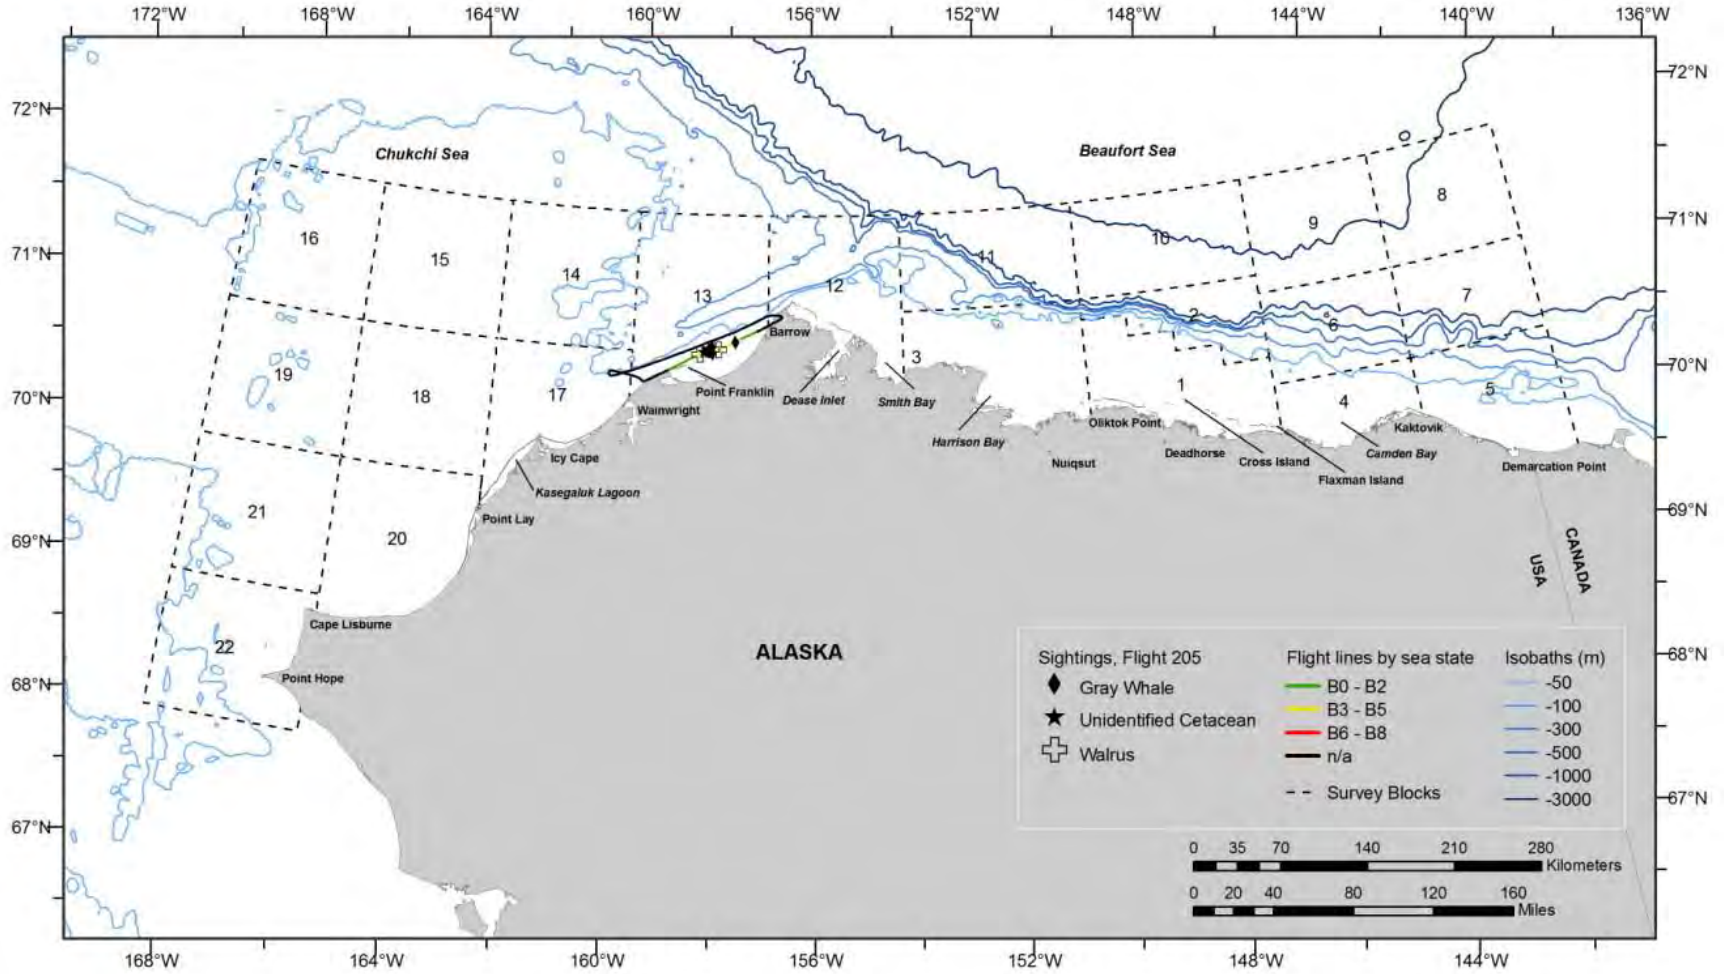 172°W 168°W 164°W 160°W 156°W 152°W 148°W 144°W 140°W 136°W
72°N
72°N
Chukchi Sea
Beaufort Sea
0
8
71°N
9
16
10
15
71°N
11
14
12
13
7
2
6
Barrow
3
70°N
19
Point Franklin
1
5
18
17
70°N
Dease Inlet
Smith Bay
4
Wainwright
Oliktok Point
Kaktovik
Harrison Bay
Camden Bay
Icy Cape
Deadhorse
Cross Island
Nuiqsut
Demarcation Point
Flaxman Island
Kasegaluk Lagoon
21
69°N
Point Lay
20
69°N
CANADA
USA
Cape Lisburne
22
ALASKA
68°N
Point Hope
68°N
Sightings, Flight 205
Gray Whale
Unidentified Cetacean
Walrus
Flight lines by sea state
B0 - B2
B3 - B5
B6 - B8
n/a
Survey Blocks
Isobaths (m)
-50
-100
-300
-500
-1000
-3000
67°N
67°N
0 35 70 140 210 280
Kilometers
0 20 40 80 120 160
Miles
168°W 164°W 160°W 156°W 152°W 148°W 144°W 140°W